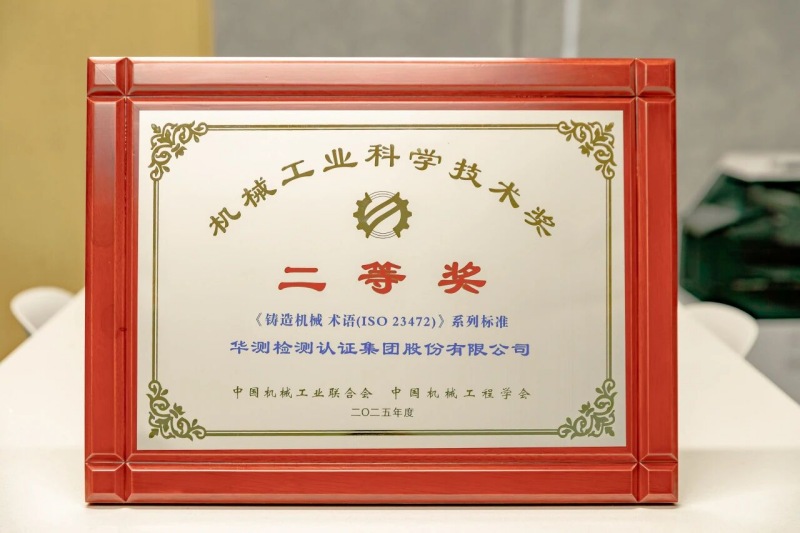 机械工业科学技术奖
二等奖
《铸造机械 术语(ISO 23472)》系列标准
华测检测认证集团股份有限公司
中国机械工业联合会 中国机械工程学会
二〇二五年度